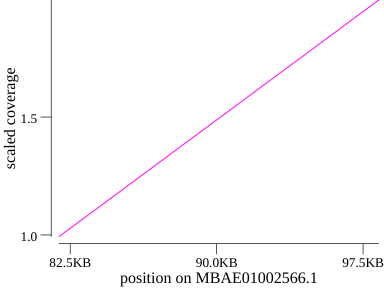 scaled coverage
1.5
1.0
82.5KB 90.0KB 97.5KB
position on MBAE01002566.1